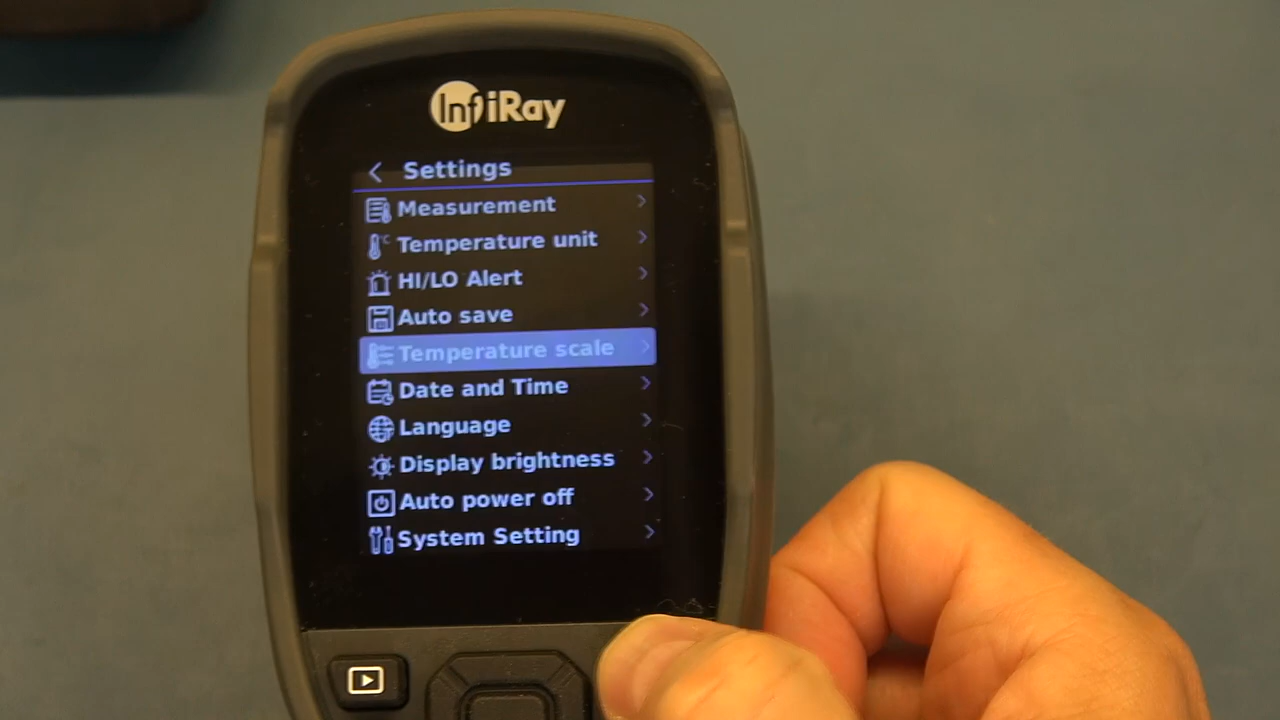 InfiRay
Settings
Measurement
Temperature unit
HI/LO Alert
Auto save
Temperature scale
Date and Time
Language
Display brightness
Auto power off
System Setting